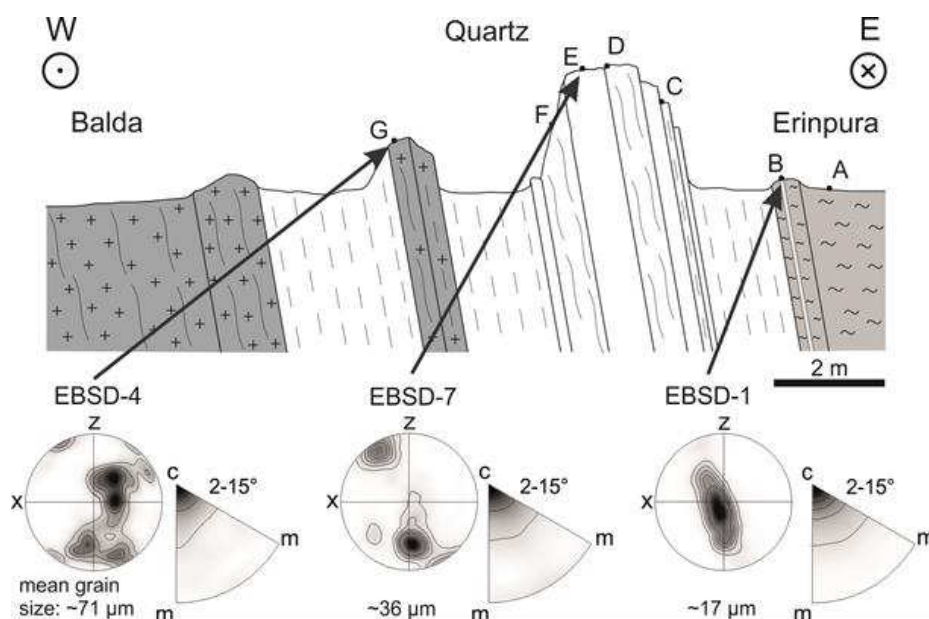 W Quartz E
Balda Erinpura
E D
C
F
G
B A
2 m
EBSD-4 EBSD-7 EBSD-1
z z z
c 2-15° c 2-15° c 2-15°
x x x
m m m
mean grain
size: ~71 µm m ~36 µm m ~17 µm m